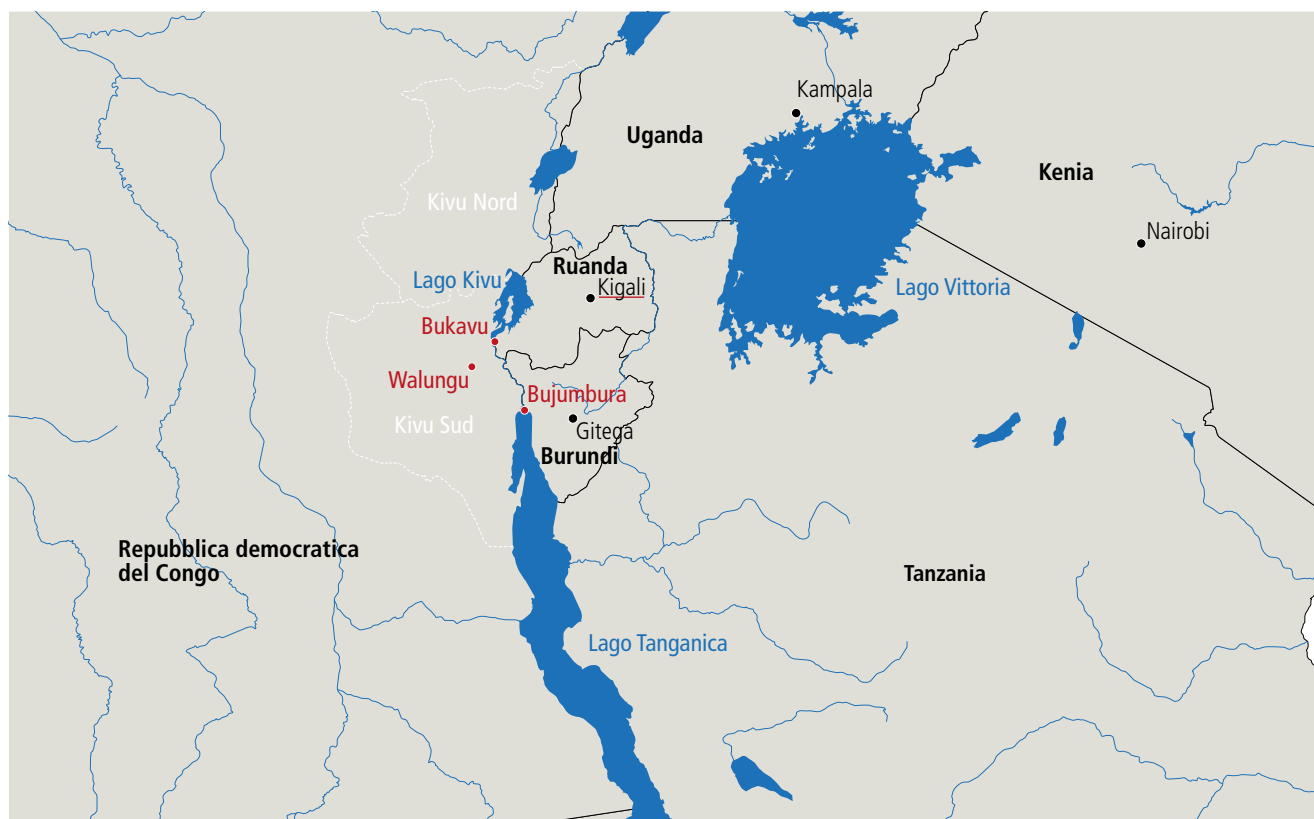 Kampala
Uganda
Kenia
Kivu Nord
Nairobi
Ruanda
Lago Kivu
Kigali
Lago Vittoria
Bukavu
Walungu
Bujumbura
Kivu Sud
Gitega
Burundi
Repubblica democratica
del Congo
Tanzania
Lago Tanganica